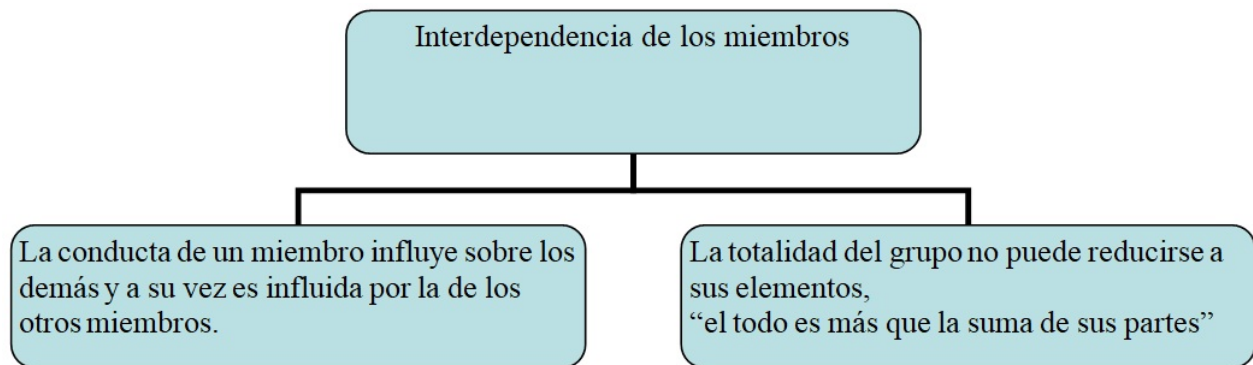 Interdependencia de los miembros
La conducta de un miembro influye sobre los
demás y a su vez es influida por la de los
otros miembros.
La totalidad del grupo no puede reducirse a
sus elementos,
“el todo es más que la suma de sus partes”